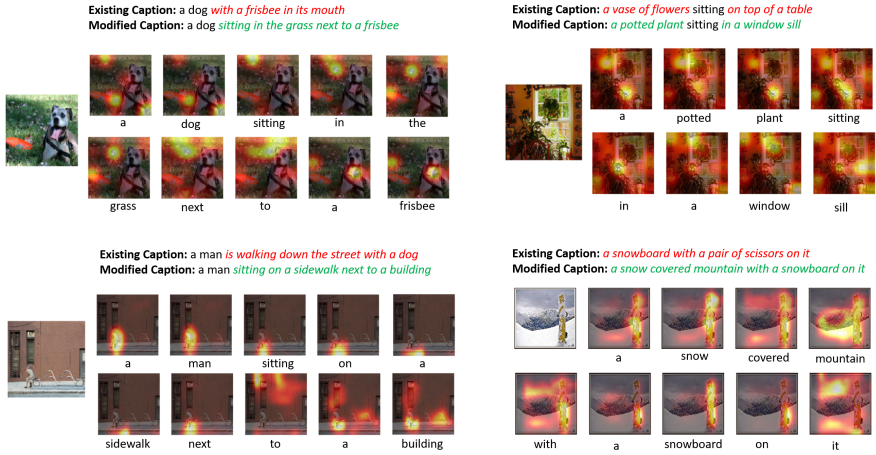 Existing Caption: a dog with a frisbee in its mouth
Modified Caption: a dog sitting in the grass next to a frisbee
a dog sitting in the
grass next to a frisbee
Existing Caption: a vase of flowers sitting on top of a table
Modified Caption: a potted plant sitting in a window sill
a potted plant sitting
in a window sill
Existing Caption: a man is walking down the street with a dog
Modified Caption: a man sitting on a sidewalk next to a building
a man sitting on a
sidewalk next to a building
Existing Caption: a snowboard with a pair of scissors on it
Modified Caption: a snow covered mountain with a snowboard on it
a snow covered mountain
with a snowboard on it